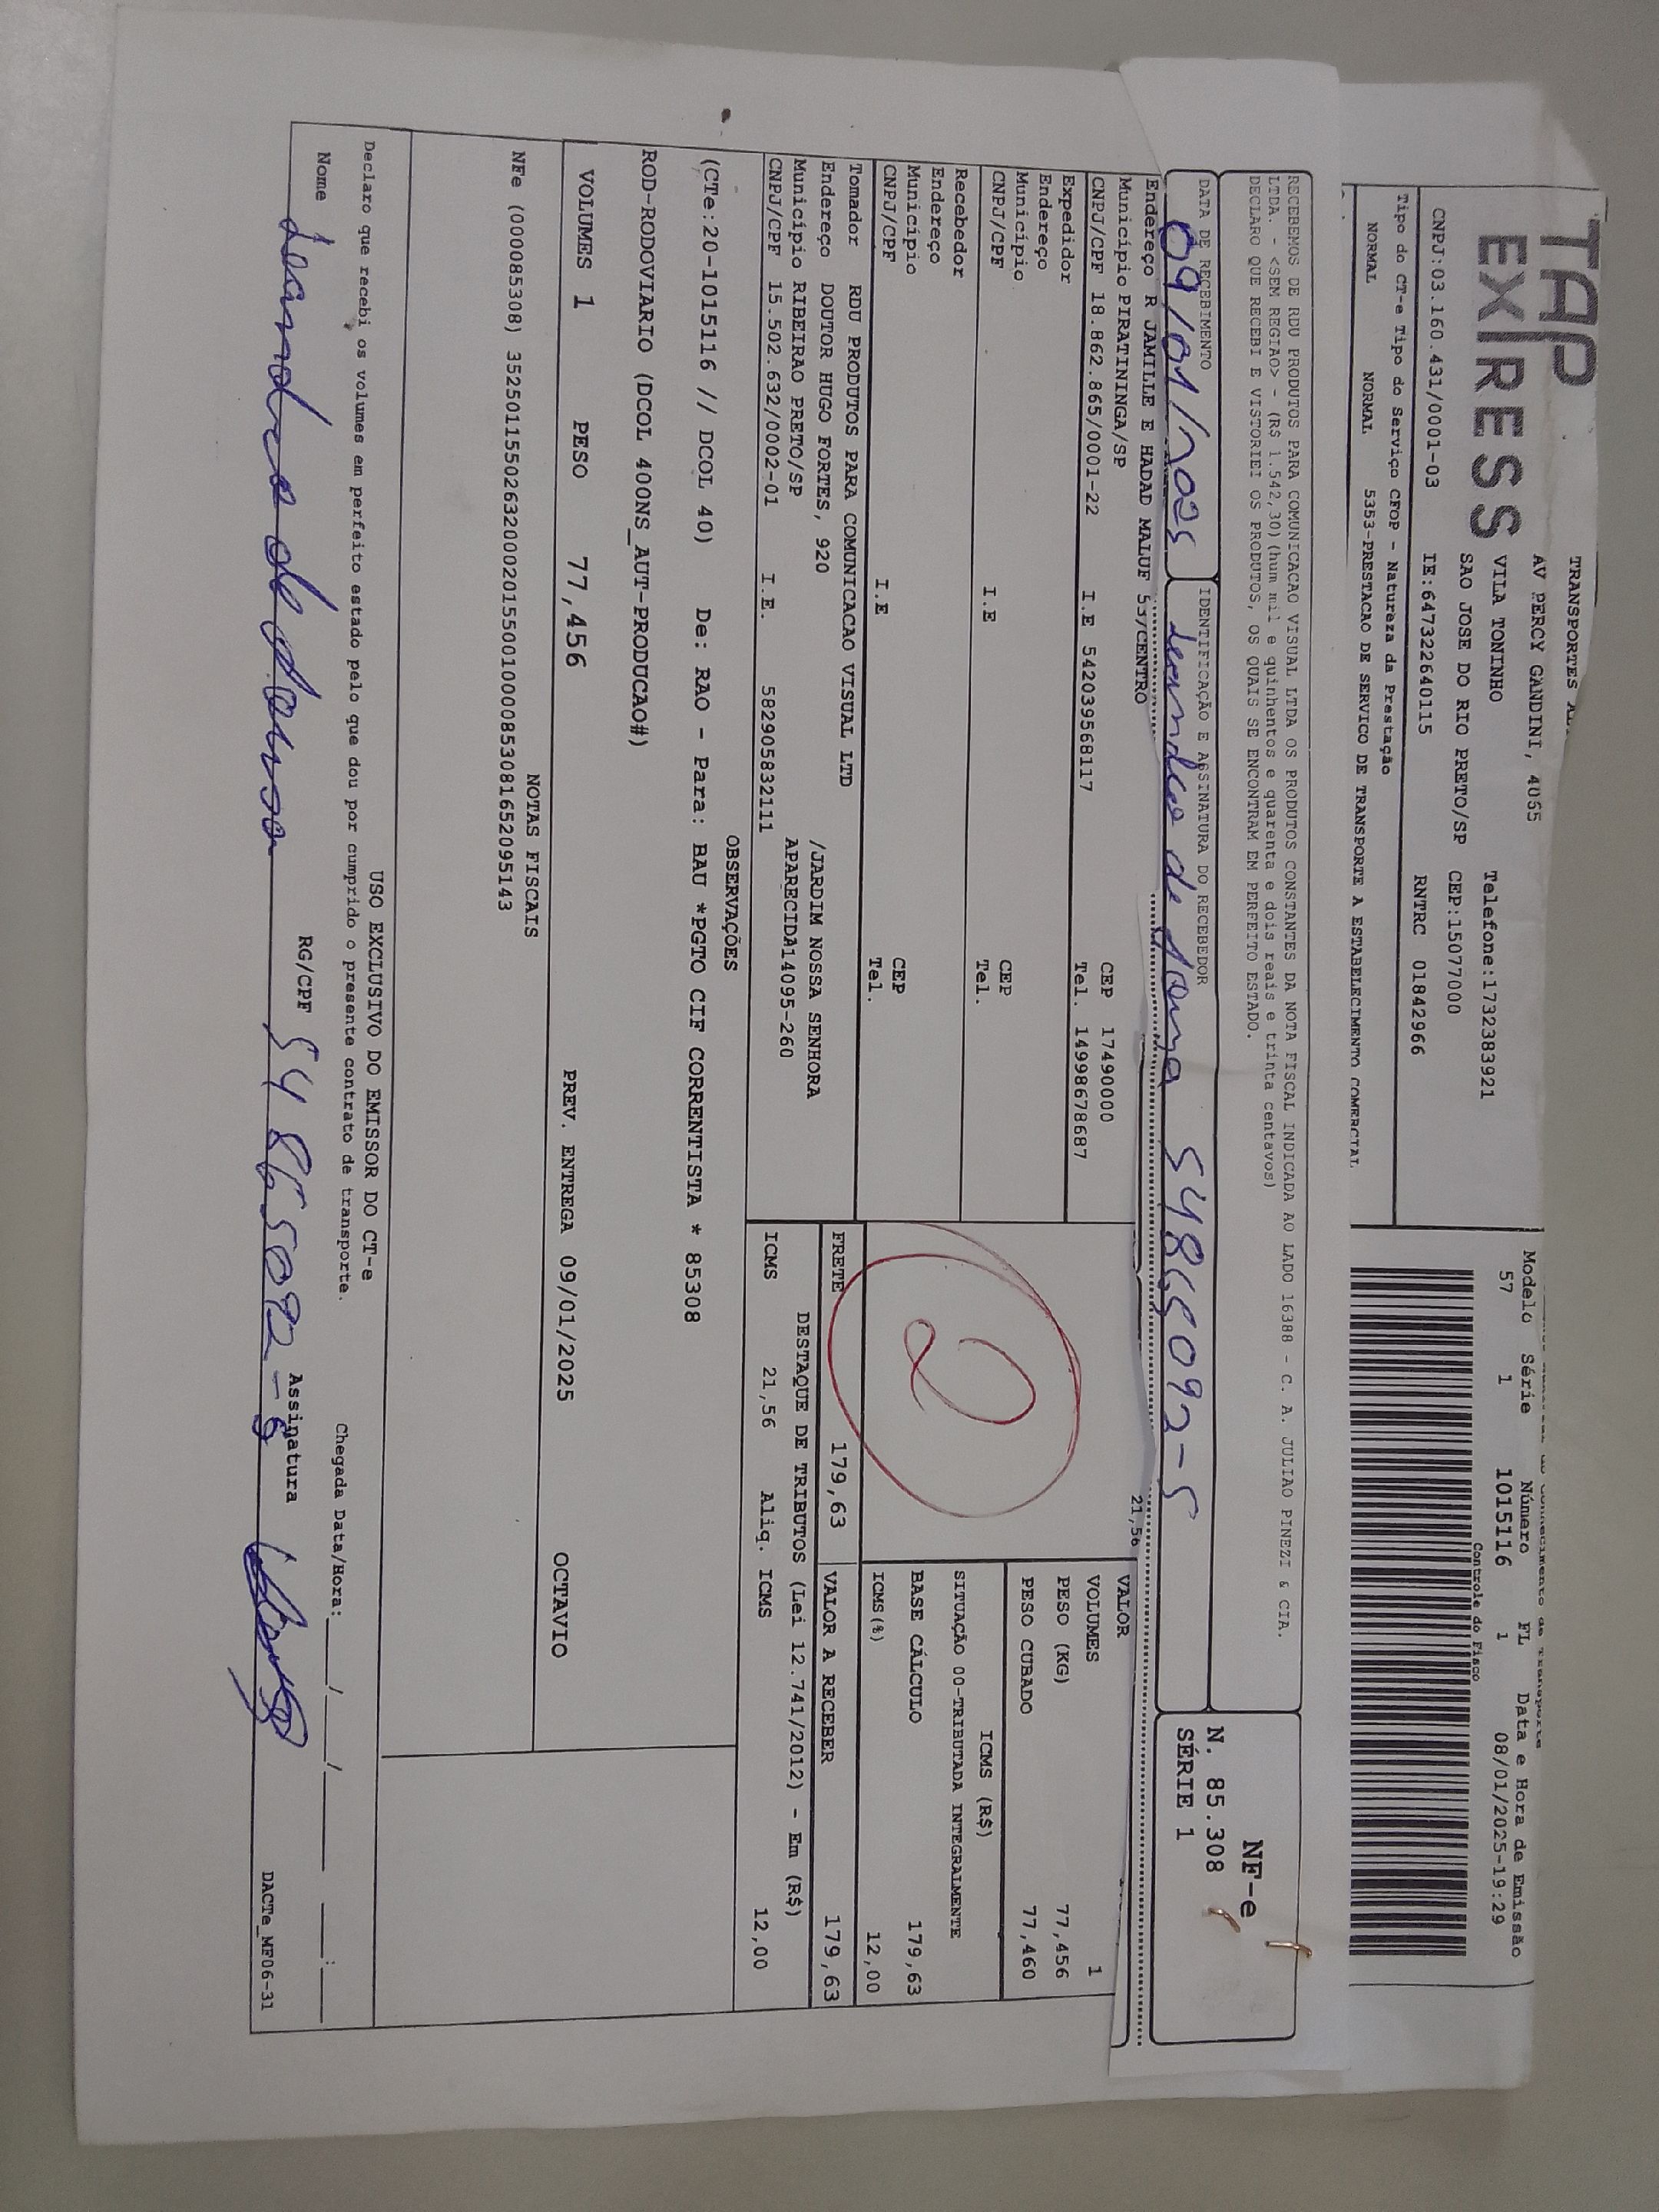 TAP
EXPRESS
TRANSPORTES
AV PERCY GANDINI, 4055
VILA TONINHO Telefone:1732383921
SAO JOSE DO RIO PRETO/SP CEP:15077000
CNPJ:03.160.431/0001-03 IE:647322640115 RNTRC 01842966
Modelo Série Número FL Data e Hora de Emissão
57 1 1015116 1 08/01/2025-19:29
Controle do Fisco
Tipo do CT-e Tipo do Serviço CFOP - Natureza da Prestação
NORMAL NORMAL 5353-PRESTACAO DE SERVICO DE TRANSPORTE A ESTABELECIMENTO COMERCIAL
RECEBEMOS DE RDU PRODUTOS PARA COMUNICACAO VISUAL LTDA OS PRODUTOS CONSTANTES DA NOTA FISCAL INDICADA AO LADO 16388 - C. A. JULIAO PINEZI & CIA.
LTDA. - <SEM REGIAO> - (R$ 1.542,30)(hum mil e quinhentos e quarenta e dois reais e trinta centavos)
DECLARO QUE RECEBI E VISTORIEI OS PRODUTOS, OS QUAIS SE ENCONTRAM EM PERFEITO ESTADO.
NF-e
N. 85.308
SÉRIE 1
DATA DE RECEBIMENTO IDENTIFICAÇÃO E ASSINATURA DO RECEBEDOR
09/01/2025 Leandro de 54865092-5
21,56
Endereço R JAMILLE E HADAD MALUF 537CENTRO
Município PIRATININGA/SP CEP 17490000
CNPJ/CPF 18.862.865/0001-22 I.E 542039568117 Tel. 14998678687
Expedidor
Endereço
Município CEP
CNPJ/CPF I.E Tel.
Recebedor
Endereço
Município CEP
CNPJ/CPF I.E Tel.
VALOR
VOLUMES 1
PESO (KG) 77,456
PESO CUBADO 77,460
ICMS (R$)
SITUAÇÃO 00-TRIBUTADA INTEGRALMENTE
BASE CÁLCULO 179,63
ICMS(%) 12,00
Tomador RDU PRODUTOS PARA COMUNICACAO VISUAL LTD
Endereço DOUTOR HUGO FORTES, 920 /JARDIM NOSSA SENHORA
Município RIBEIRAO PRETO/SP APARECIDA14095-260
CNPJ/CPF 15.502.632/0002-01 I.E. 582905832111
FRETE 179,63 VALOR A RECEBER 179,63
DESTAQUE DE TRIBUTOS (Lei 12.741/2012) - Em (R$)
ICMS 21,56 Aliq. ICMS 12,00
OBSERVAÇÕES
(CTe:20-1015116 // DCOL 40) De: RAO - Para: BAU *PGTO CIF CORRENTISTA * 85308
ROD-RODOVIARIO (DCOL 400NS_AUT-PRODUCAO#)
VOLUMES 1 PESO 77,456 PREV. ENTREGA 09/01/2025 OCTAVIO
NOTAS FISCAIS
NFe (000085308) 35250115502632000201550010000853081652095143
USO EXCLUSIVO DO EMISSOR DO CT-e
Declaro que recebi os volumes em perfeito estado pelo que dou por cumprido o presente contrato de transporte. Chegada Data/Hora: ___/___/______ ___:___
Nome Leandro de RG/CPF 54865092-5 Assinatura
DACTe_MF06-31